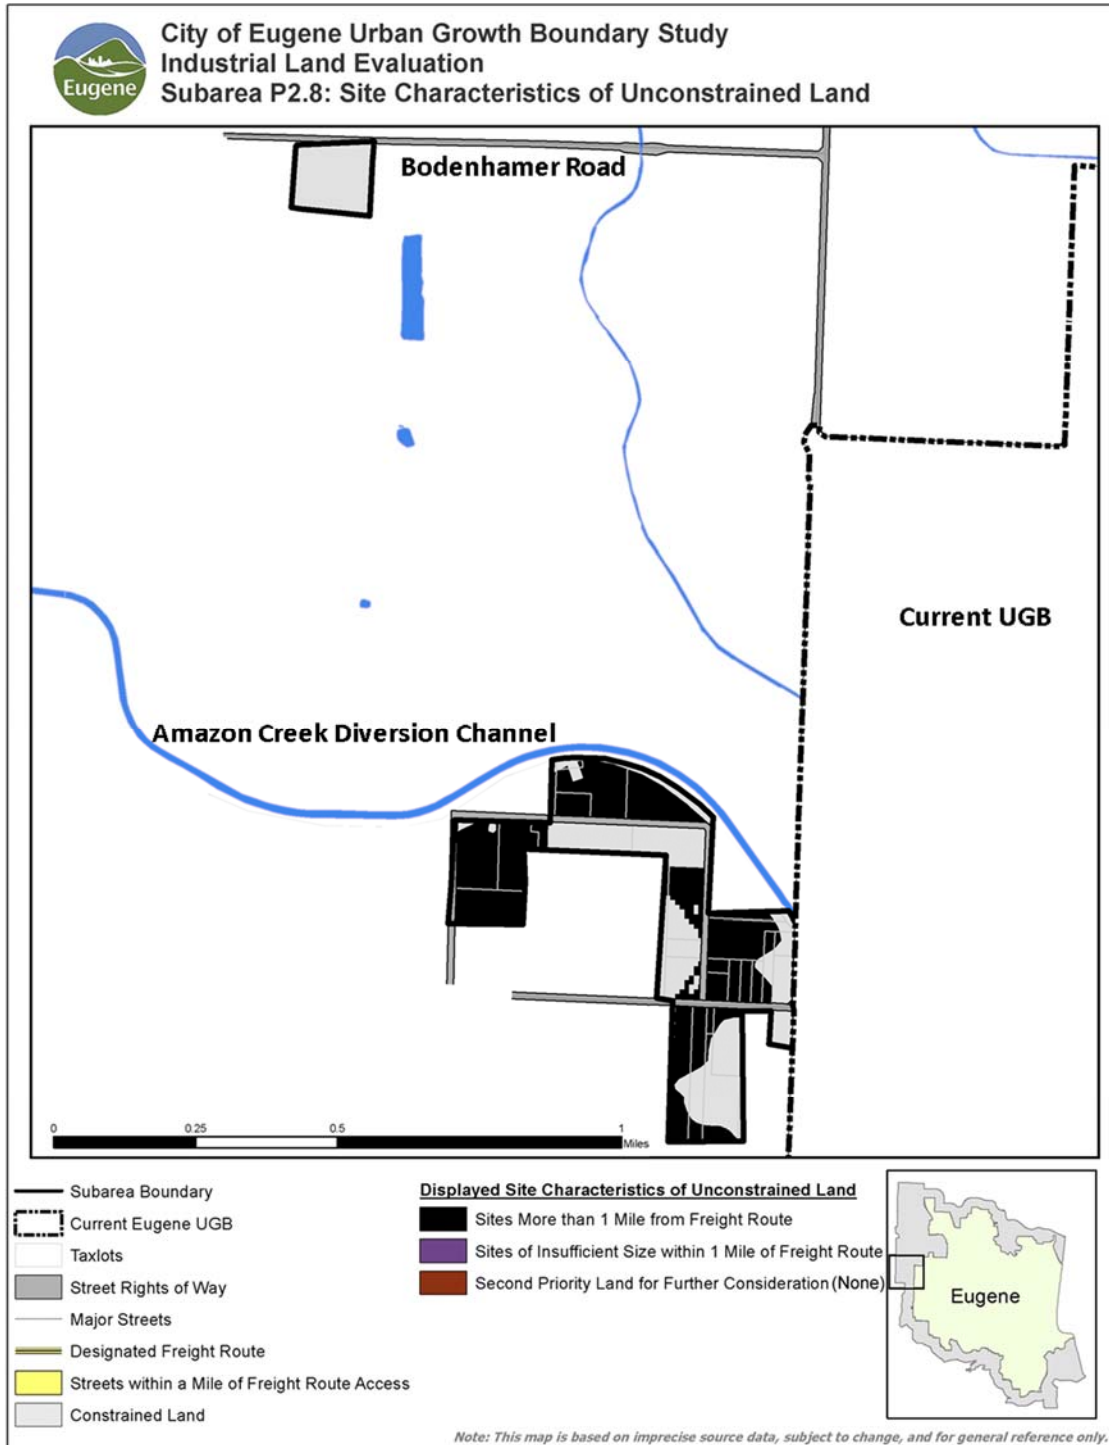 City of Eugene Urban Growth Boundary Study
Industrial Land Evaluation
Subarea P2.8: Site Characteristics of Unconstrained Land
Eugene
Bodenhamer Road
Current UGB
Amazon Creek Diversion Channel
0 0.25 0.5 1
Miles
Subarea Boundary
Current Eugene UGB
Taxlots
Street Rights of Way
Major Streets
Designated Freight Route
Streets within a Mile of Freight Route Access
Constrained Land
Displayed Site Characteristics of Unconstrained Land
Sites More than 1 Mile from Freight Route
Sites of Insufficient Size within 1 Mile of Freight Route
Second Priority Land for Further Consideration (None)
Eugene
Note: This map is based on imprecise source data, subject to change, and for general reference only.